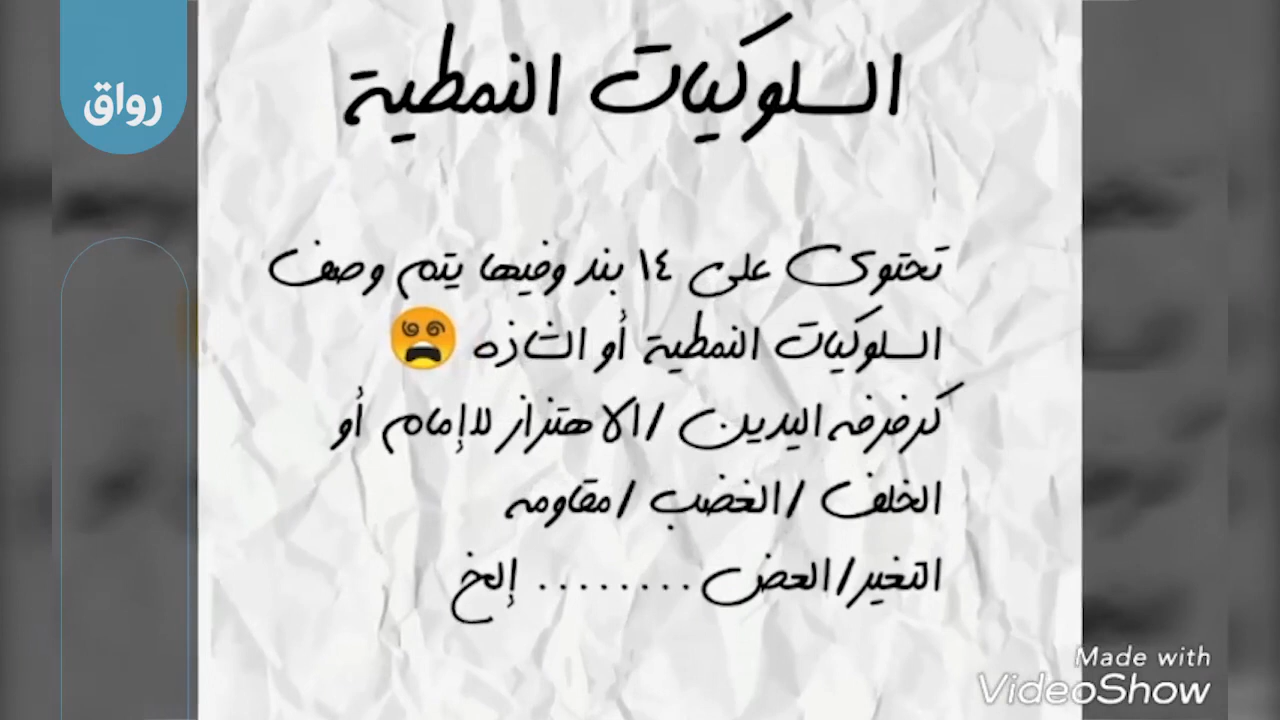 رواق
السلوكيات النمطية
تحتوى على ١٤ بند وفيها يتم وصف
السلوكيات النمطية أو الشاذه 😵
كرفرفه اليدين /الاهتزاز للإمام أو
الخلف /الغضب /مقاومه
التغير/العض........ إلخ
Made with
VideoShow